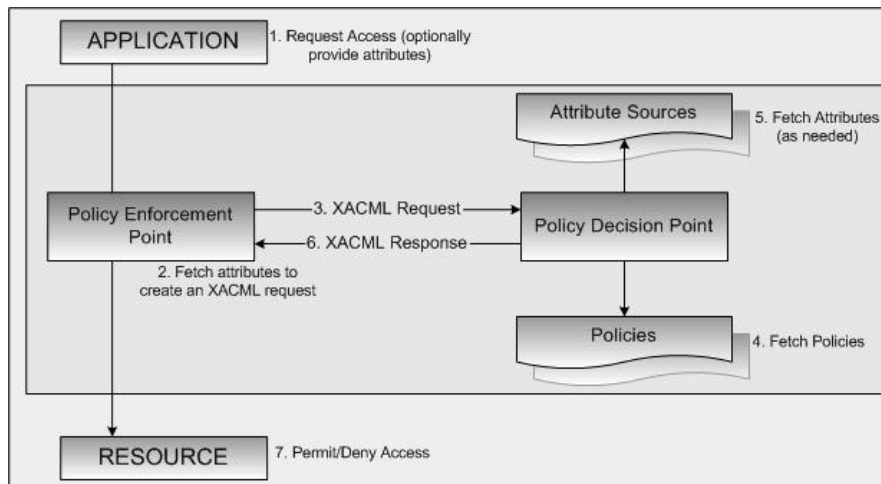 APPLICATION
1. Request Access (optionally
provide attributes)
Attribute Sources
5. Fetch Attributes
(as needed)
Policy Enforcement
Point
3. XACML Request
Policy Decision Point
6. XACML Response
2. Fetch attributes to
create an XACML request
Policies
4. Fetch Policies
RESOURCE
7. Permit/Deny Access